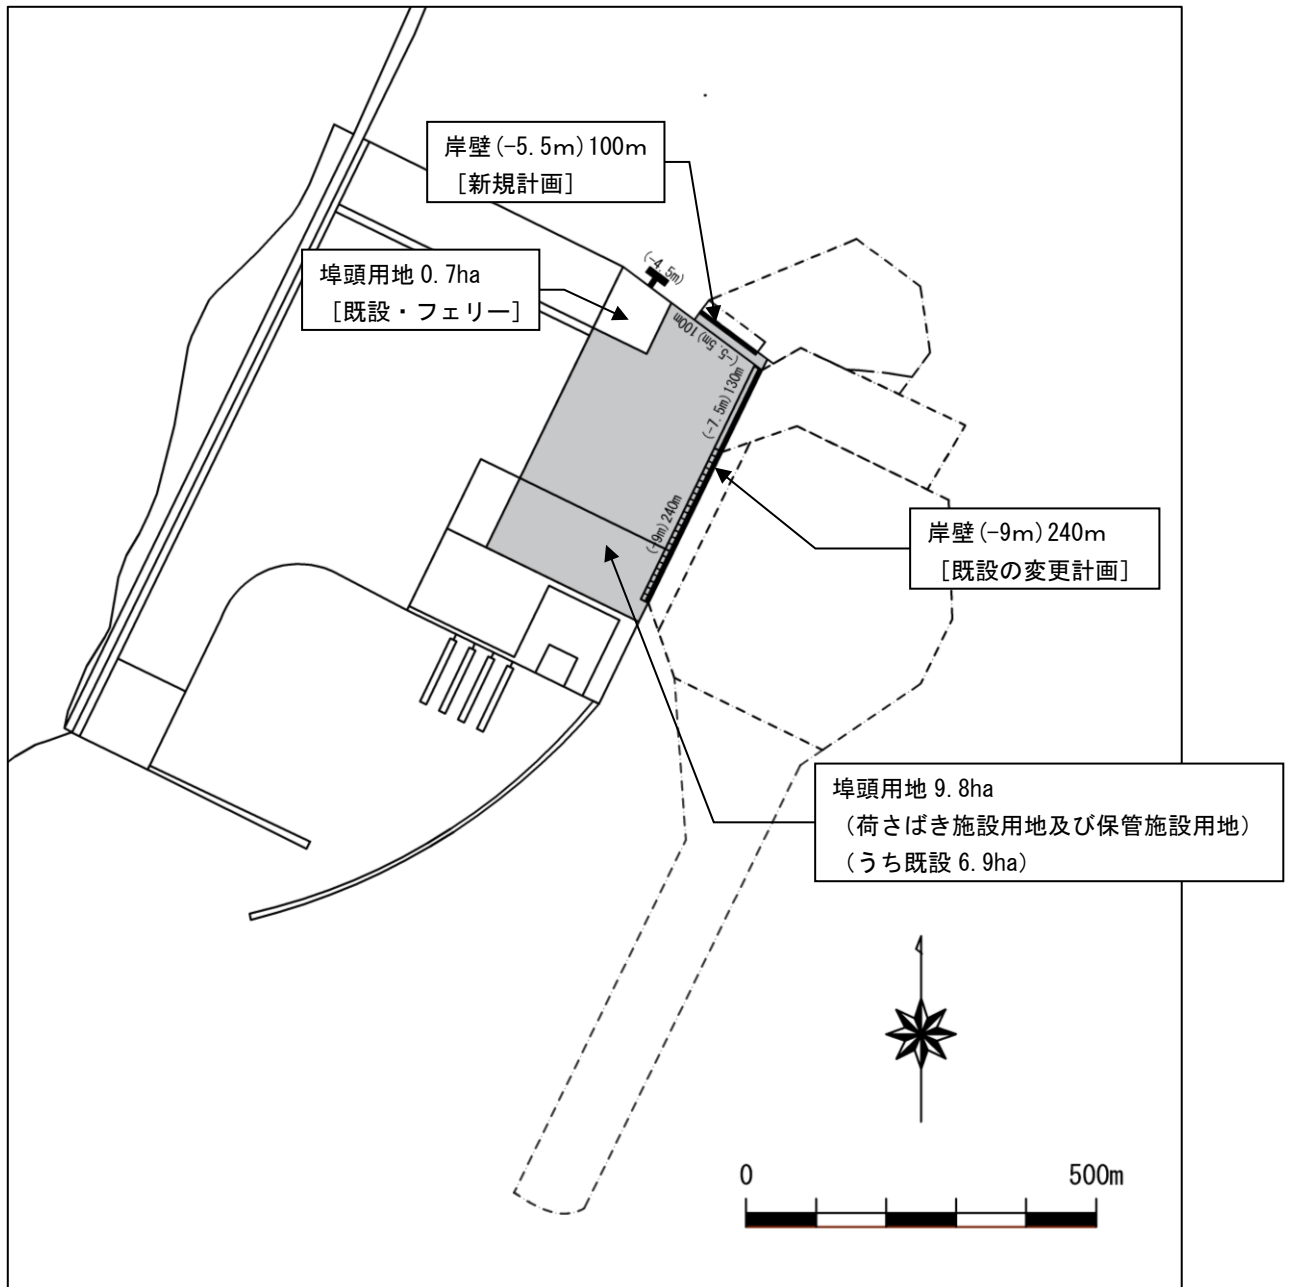 岸壁(-5.5m)100m
[新規計画]
埠頭用地 0.7ha
[既設・フェリー]
(-4.5m)
(-5.5m)100m
(-7.5m)130m
(-9m)240m
岸壁(-9m)240m
[既設の変更計画]
埠頭用地 9.8ha
(荷さばき施設用地及び保管施設用地)
(うち既設 6.9ha)
0 500m